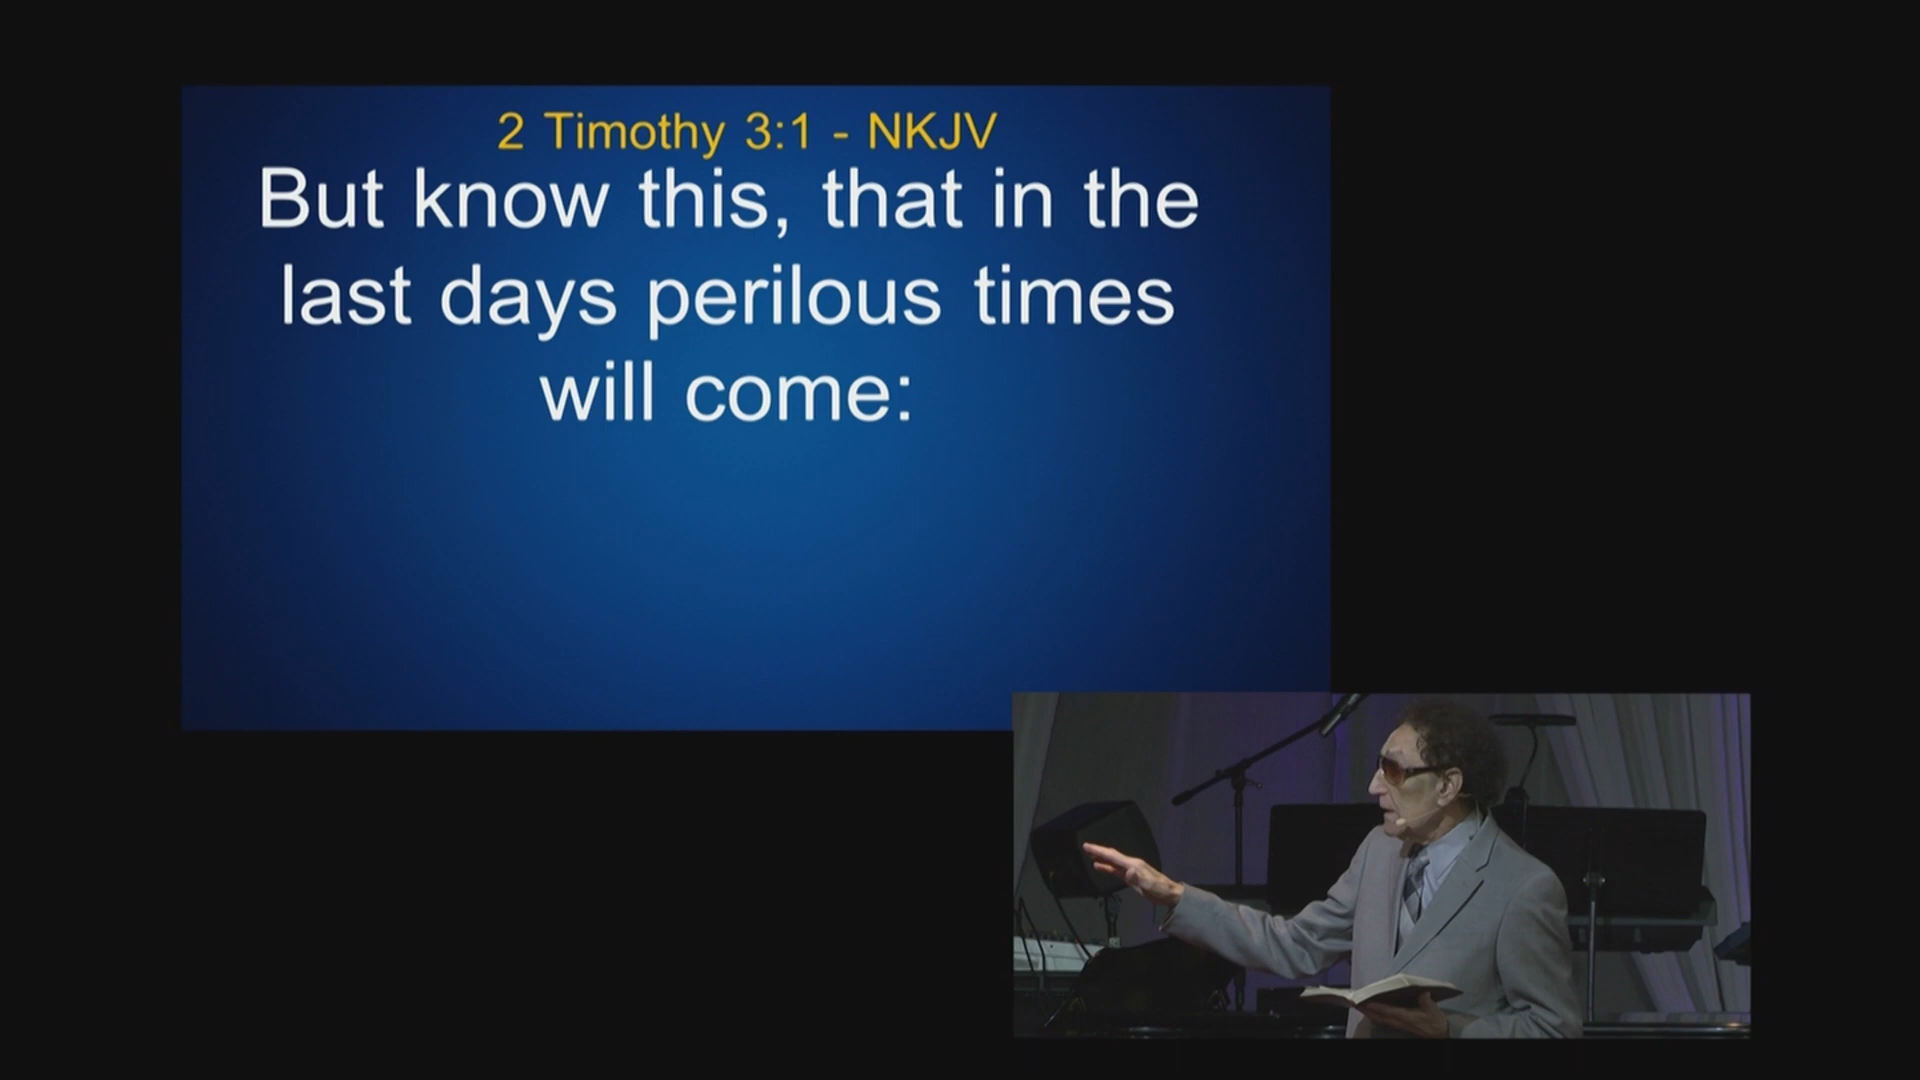 2 Timothy 3:1 - NKJV
But know this, that in the
last days perilous times
will come: